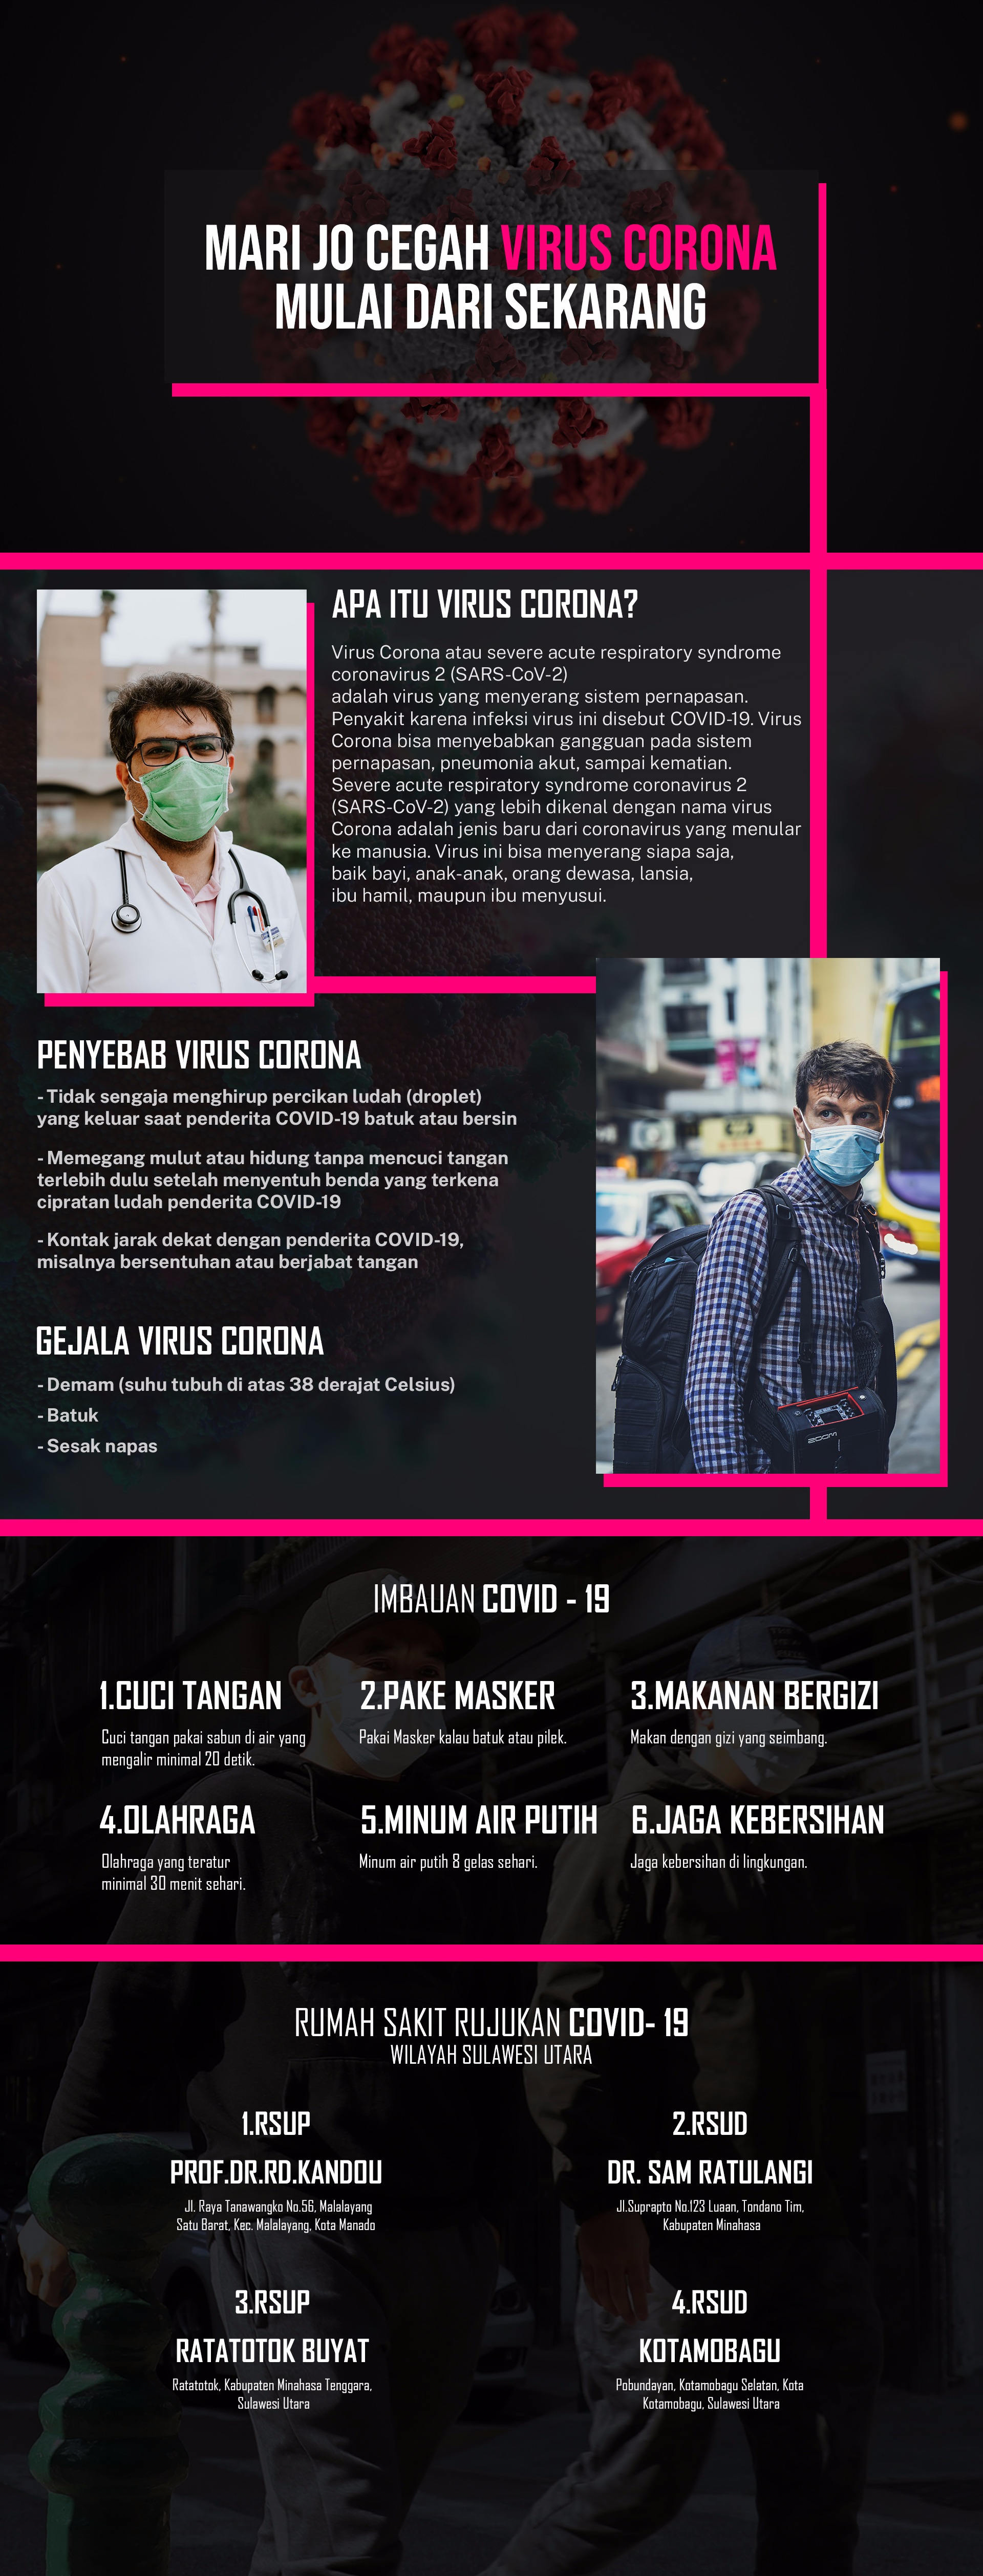 MARI JO CEGAH VIRUS CORONA
MULAI DARI SEKARANG
APA ITU VIRUS CORONA?
Virus Corona atau severe acute respiratory syndrome
coronavirus 2 (SARS-CoV-2)
adalah virus yang menyerang sistem pernapasan.
Penyakit karena infeksi virus ini disebut COVID-19. Virus
Corona bisa menyebabkan gangguan pada sistem
pernapasan, pneumonia akut, sampai kematian.
Severe acute respiratory syndrome coronavirus 2
(SARS-CoV-2) yang lebih dikenal dengan nama virus
Corona adalah jenis baru dari coronavirus yang menular
ke manusia. Virus ini bisa menyerang siapa saja,
baik bayi, anak-anak, orang dewasa, lansia,
ibu hamil, maupun ibu menyusui.
PENYEBAB VIRUS CORONA
- Tidak sengaja menghirup percikan ludah (droplet)
yang keluar saat penderita COVID-19 batuk atau bersin
- Memegang mulut atau hidung tanpa mencuci tangan
terlebih dulu setelah menyentuh benda yang terkena
cipratan ludah penderita COVID-19
- Kontak jarak dekat dengan penderita COVID-19,
misalnya bersentuhan atau berjabat tangan
GEJALA VIRUS CORONA
- Demam (suhu tubuh di atas 38 derajat Celsius)
- Batuk
- Sesak napas
zoom
IMBAUAN COVID - 19
1.CUCI TANGAN
Cuci tangan pakai sabun di air yang
mengalir minimal 20 detik.
2.PAKE MASKER
Pakai Masker kalau batuk atau pilek.
3.MAKANAN BERGIZI
Makan dengan gizi yang seimbang.
4.OLAHRAGA
Olahraga yang teratur
minimal 30 menit sehari.
5.MINUM AIR PUTIH
Minum air putih 8 gelas sehari.
6.JAGA KEBERSIHAN
Jaga kebersihan di lingkungan.
RUMAH SAKIT RUJUKAN COVID- 19
WILAYAH SULAWESI UTARA
1.RSUP
PROF.DR.RD.KANDOU
Jl. Raya Tanawangko No.56, Malalayang
Satu Barat, Kec. Malalayang, Kota Manado
2.RSUD
DR. SAM RATULANGI
Jl.Suprapto No.123 Luaan, Tondano Tim,
Kabupaten Minahasa
3.RSUP
RATATOTOK BUYAT
Ratatotok, Kabupaten Minahasa Tenggara,
Sulawesi Utara
4.RSUD
KOTAMOBAGU
Pobundayan, Kotamobagu Selatan, Kota
Kotamobagu, Sulawesi Utara